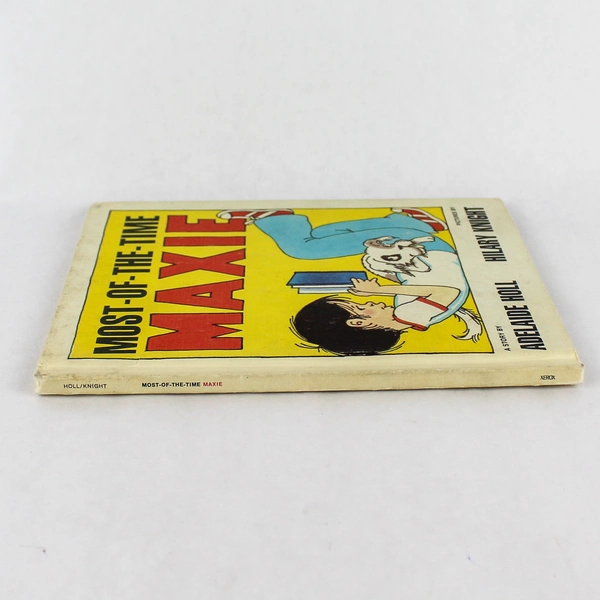 MOST-OF-THE-TIME
MAXIE
A STORY BY
ADELAIDE HOLL
PICTURES BY
HILARY KNIGHT
HOLL/KNIGHT
MOST-OF-THE-TIME MAXIE
XEROX